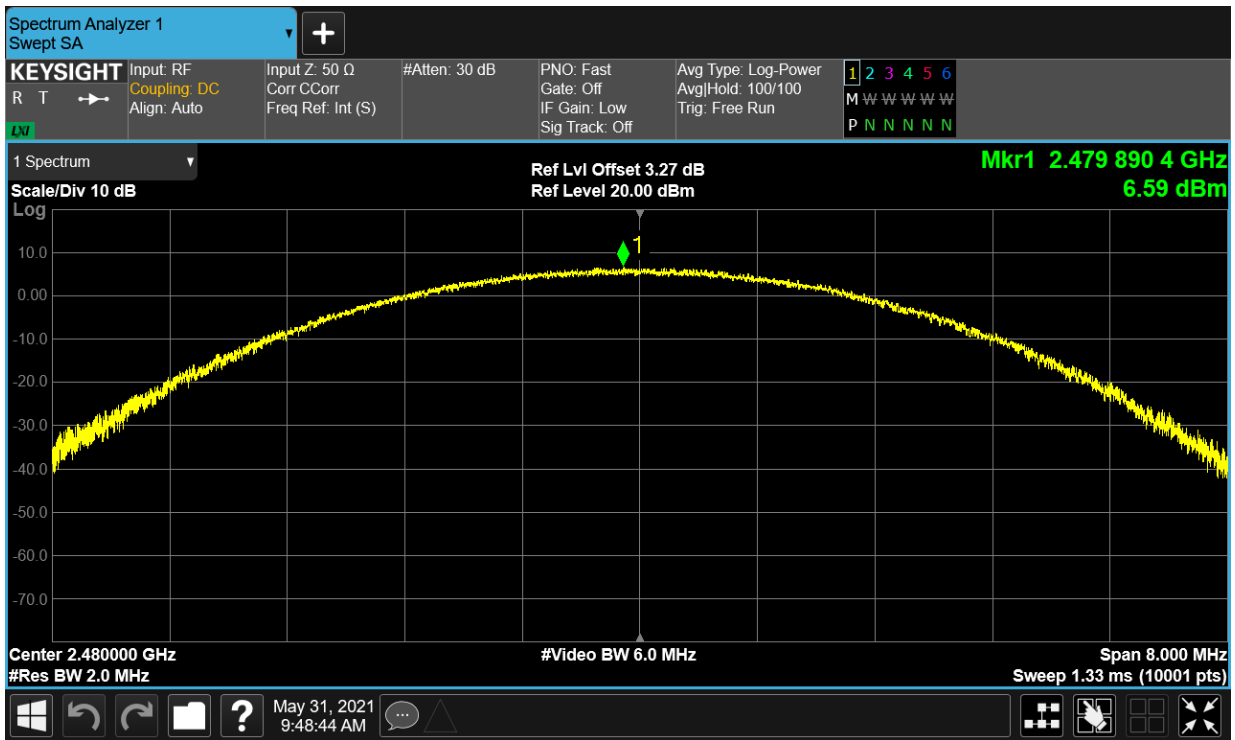 Spectrum Analyzer 1
Swept SA
KEYSIGHT
R T
LXI
Input: RF
Coupling: DC
Align: Auto
Input Z: 50 Ω
Corr CCorr
Freq Ref: Int (S)
#Atten: 30 dB
PNO: Fast
Gate: Off
IF Gain: Low
Sig Track: Off
Avg Type: Log-Power
Avg|Hold: 100/100
Trig: Free Run
1 2 3 4 5 6
M W W W W W
P N N N N N
1 Spectrum
Scale/Div 10 dB
Log
Ref Lvl Offset 3.27 dB
Ref Level 20.00 dBm
Mkr1 2.479 890 4 GHz
6.59 dBm
1
10.0
0.00
-10.0
-20.0
-30.0
-40.0
-50.0
-60.0
-70.0
Center 2.480000 GHz
#Res BW 2.0 MHz
#Video BW 6.0 MHz
Span 8.000 MHz
Sweep 1.33 ms (10001 pts)
?
May 31, 2021
9:48:44 AM